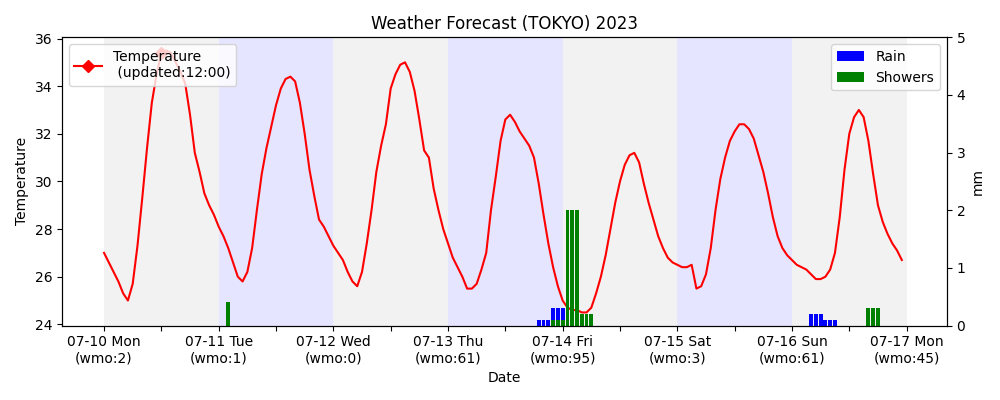 Weather Forecast (TOKYO) 2023
Temperature
(updated:12:00)
Rain
Showers
36
34
32
30
28
26
24
Temperature
5
4
3
2
1
0
mm
07-10 Mon
(wmo:2)
07-11 Tue
(wmo:1)
07-12 Wed
(wmo:0)
07-13 Thu
(wmo:61)
07-14 Fri
(wmo:95)
07-15 Sat
(wmo:3)
07-16 Sun
(wmo:61)
07-17 Mon
(wmo:45)
Date